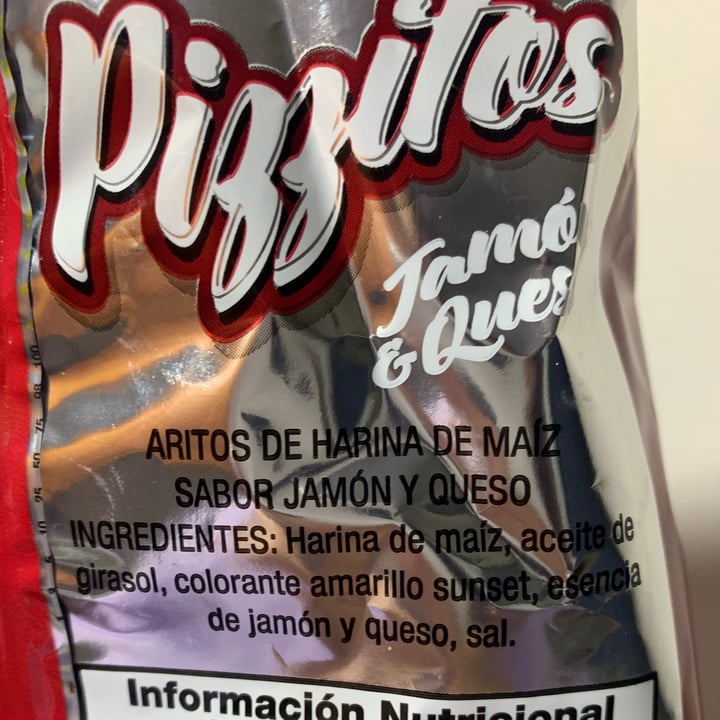 Pizzitos
Jamó
& Ques
ARITOS DE HARINA DE MAÍZ
SABOR JAMÓN Y QUESO
INGREDIENTES: Harina de maíz, aceite de
girasol, colorante amarillo sunset, esencia
de jamón y queso, sal.
Información Nutricional